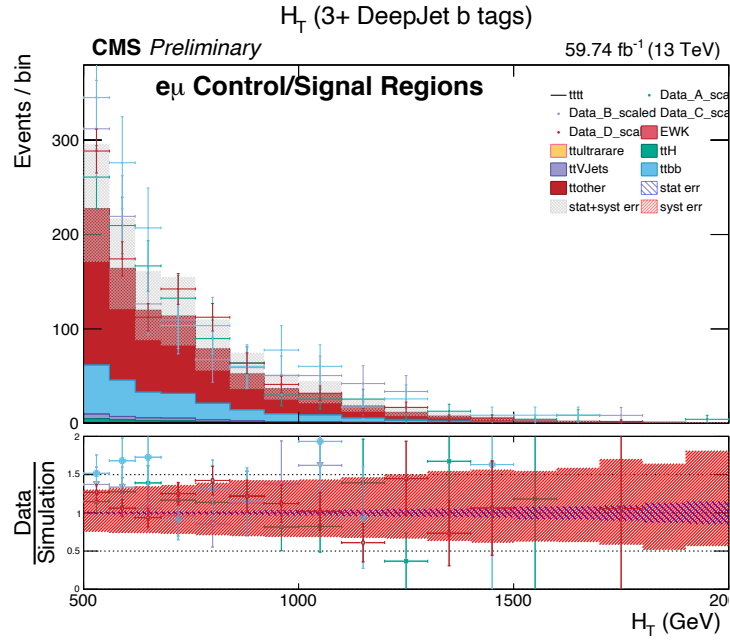 H_T (3+ DeepJet b tags)
CMS Preliminary
59.74 fb⁻¹ (13 TeV)
eμ Control/Signal Regions
tttt
Data_A_sca
Data_B_scaled
Data_C_sca
Data_D_scal
EWK
ttultrarare
ttH
ttVJets
ttbb
ttother
stat err
stat+syst err
syst err
Events / bin
300
200
100
0
Data
Simulation
2
1.5
1
0.5
0
500
1000
1500
200
H_T (GeV)